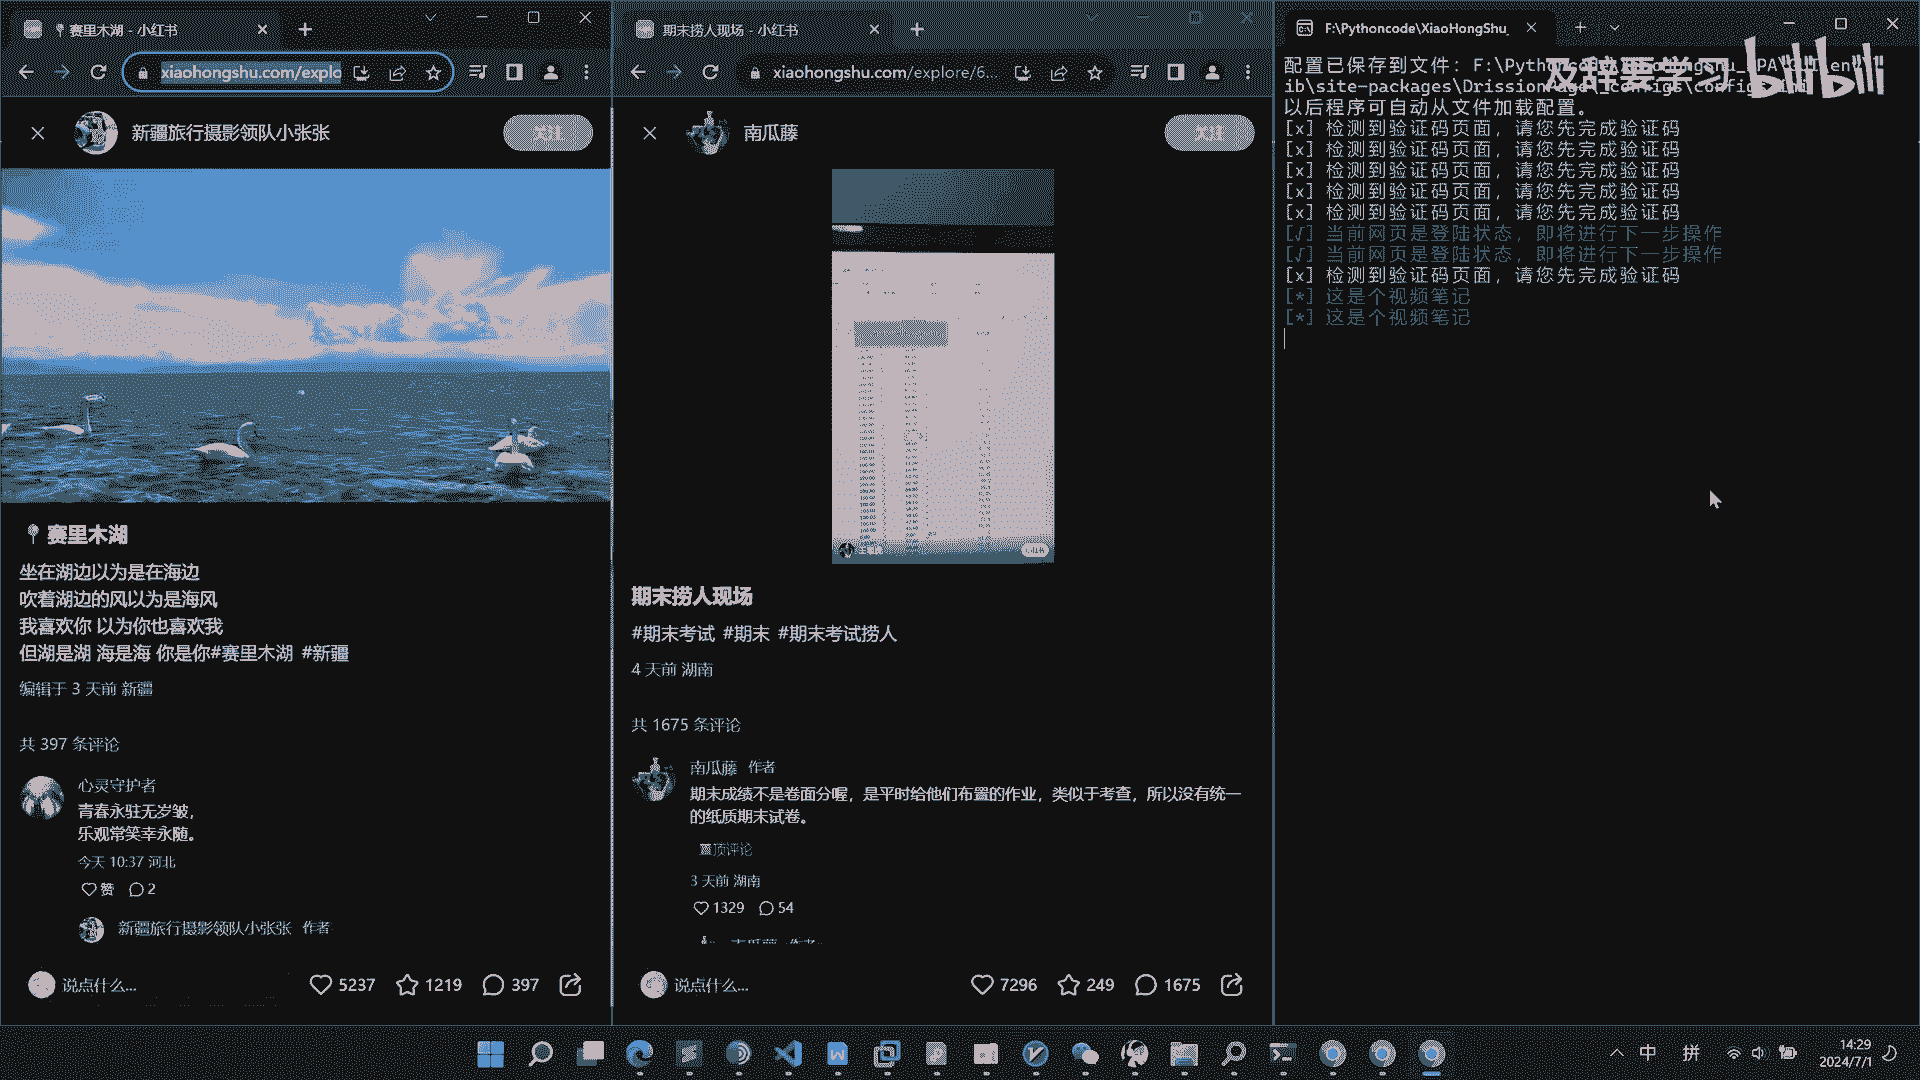 赛里木湖 - 小红书
xiaohongshu.com/explo
新疆旅行摄影领队小张张
关注
赛里木湖
坐在湖边以为是在海边
吹着湖边的风以为是海风
我喜欢你 以为你也喜欢我
但湖是湖 海是海 你是你#赛里木湖 #新疆
编辑于 3 天前 新疆
共 397 条评论
心灵守护者
青春永驻无岁皱，
乐观常笑幸永随。
今天 10:37 河北
赞 2
新疆旅行摄影领队小张张 作者
说点什么...
5237 1219 397
期末捞人现场 - 小红书
xiaohongshu.com/explore/6...
南瓜藤
关注
小红书
期末捞人现场
#期末考试 #期末 #期末考试捞人
4 天前 湖南
共 1675 条评论
南瓜藤 作者
期末成绩不是卷面分喔，是平时给他们布置的作业，类似于考查，所以没有统一
的纸质期末试卷。
置顶评论
3 天前 湖南
1329 54
南瓜藤 作者
说点什么...
7296 249 1675
F:\Pythoncode\XiaoHongShu_
及辞要学习 bilibili
配置已保存到文件：F:\Pyth
ib\site-packages\Drission
以后程序可自动从文件加载配置。
[x] 检测到验证码页面，请您先完成验证码
[x] 检测到验证码页面，请您先完成验证码
[x] 检测到验证码页面，请您先完成验证码
[x] 检测到验证码页面，请您先完成验证码
[x] 检测到验证码页面，请您先完成验证码
[√] 当前网页是登陆状态，即将进行下一步操作
[√] 当前网页是登陆状态，即将进行下一步操作
[x] 检测到验证码页面，请您先完成验证码
[*] 这是个视频笔记
[*] 这是个视频笔记
中 拼
14:29
2024/7/1